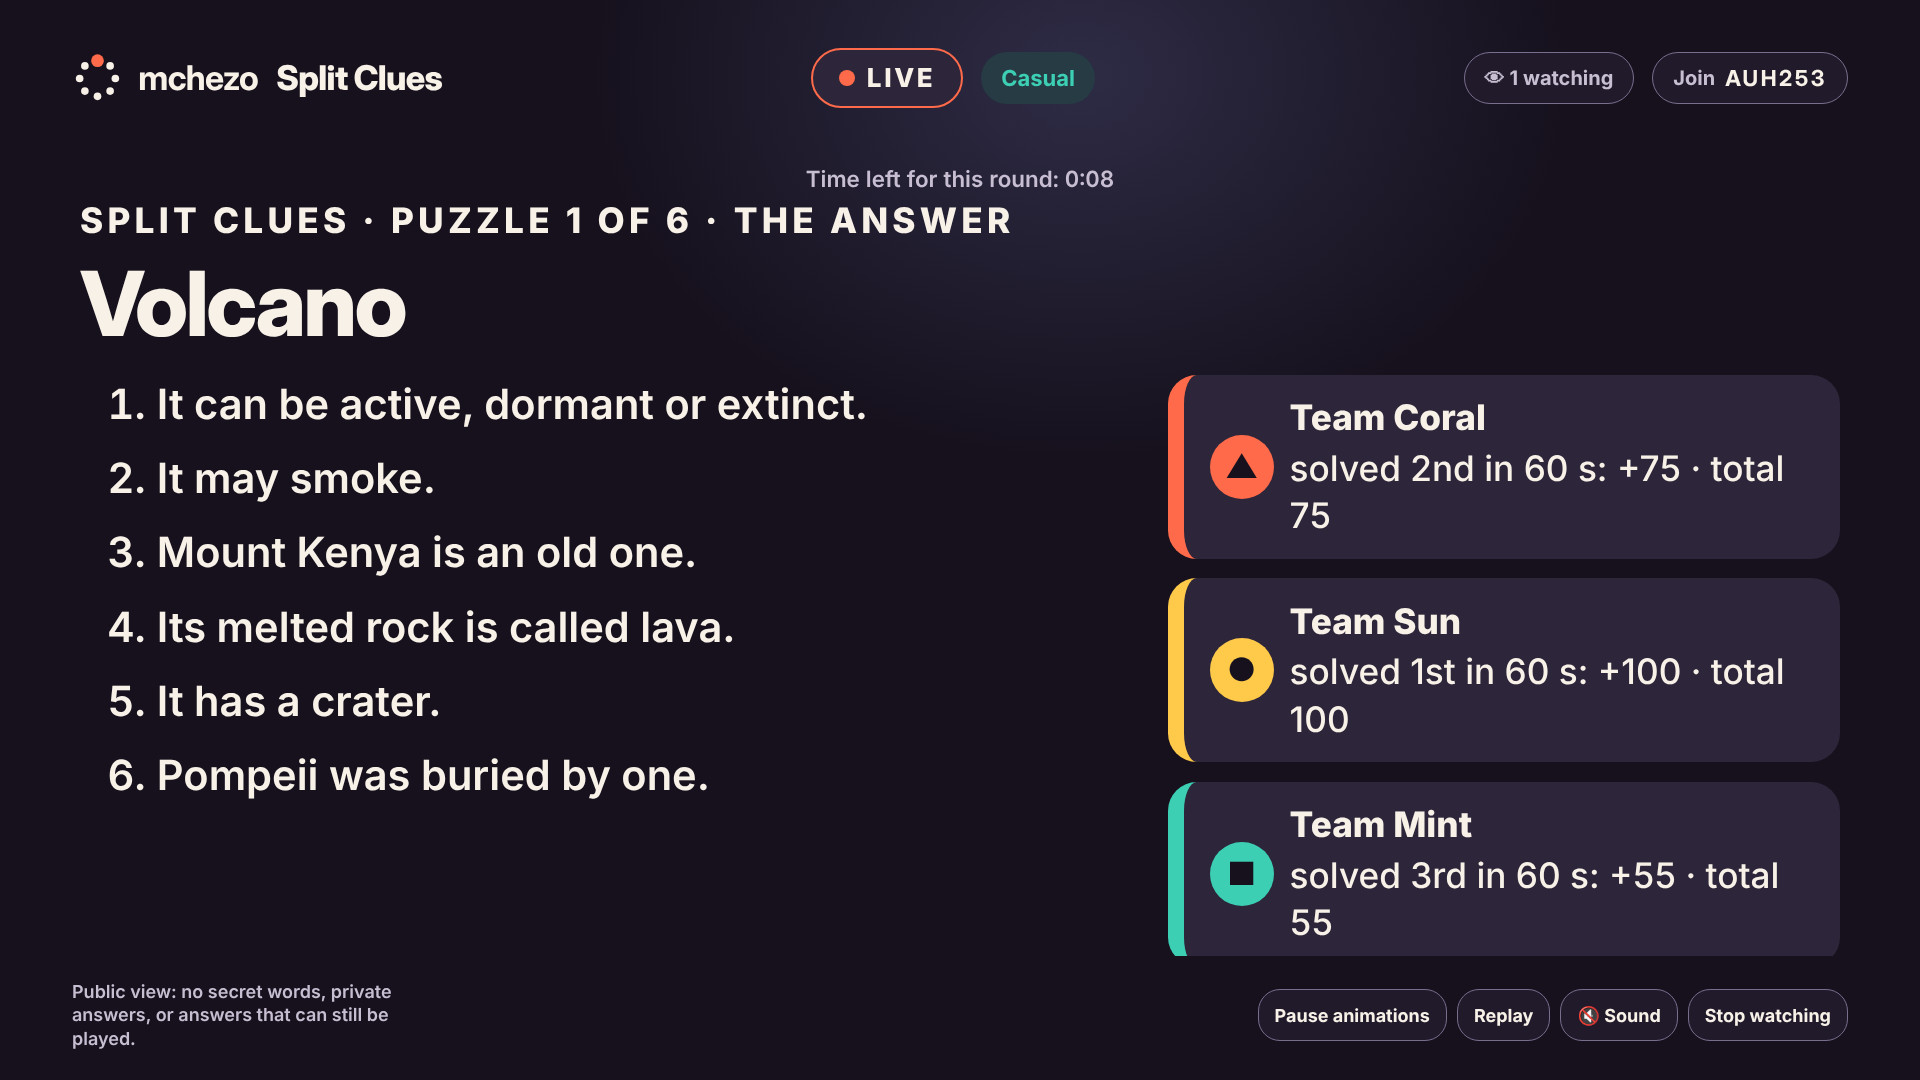 mchezo Split Clues
LIVE
Casual
👁 1 watching
Join AUH253
Time left for this round: 0:08
SPLIT CLUES · PUZZLE 1 OF 6 · THE ANSWER
Volcano
1. It can be active, dormant or extinct.
2. It may smoke.
3. Mount Kenya is an old one.
4. Its melted rock is called lava.
5. It has a crater.
6. Pompeii was buried by one.
Team Coral
solved 2nd in 60 s: +75 · total
75
Team Sun
solved 1st in 60 s: +100 · total
100
Team Mint
solved 3rd in 60 s: +55 · total
55
Public view: no secret words, private
answers, or answers that can still be
played.
Pause animations
Replay
🔇 Sound
Stop watching